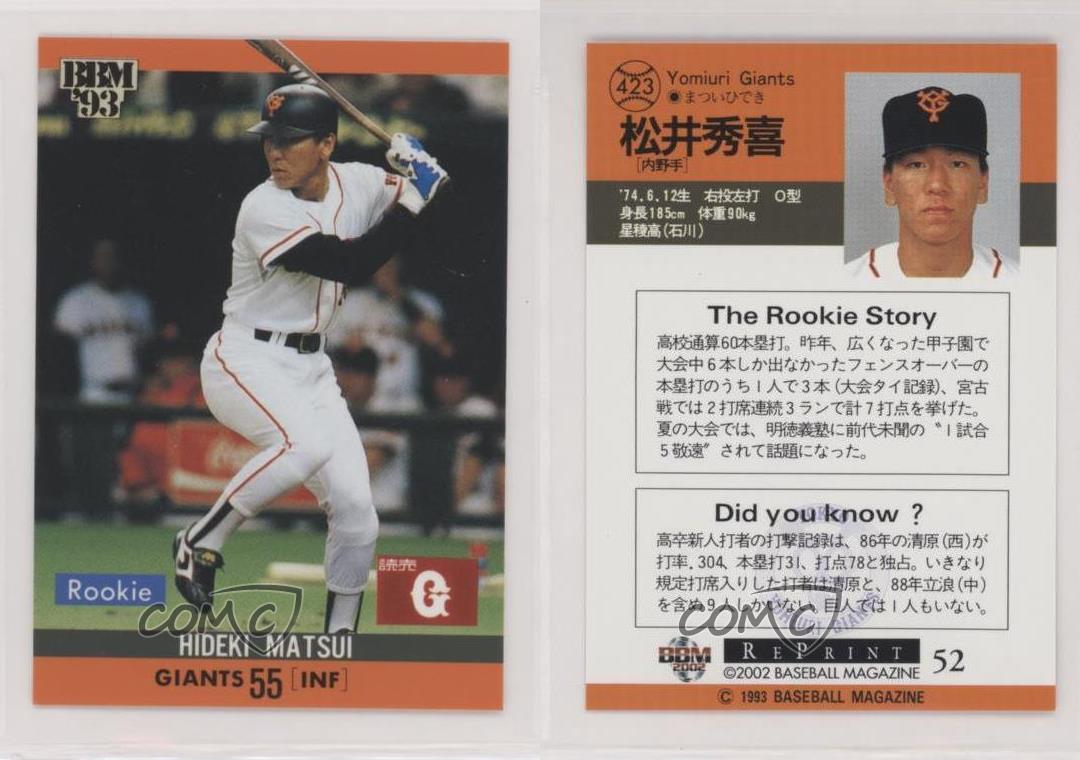 BBM
'93
Rookie
読売
G
HIDEKI MATSUI
GIANTS 55 [INF]
COMC
423
Yomiuri Giants
●まついひでき
松井秀喜
[内野手]
'74.6.12生 右投左打 O型
身長185cm 体重90kg
星稜高(石川)
The Rookie Story
高校通算60本塁打。昨年、広くなった甲子園で
大会中6本しか出なかったフェンスオーバーの
本塁打のうち1人で3本(大会タイ記録)、宮古
戦では2打席連続3ランで計7打点を挙げた。
夏の大会では、明徳義塾に前代未聞の〝1試合
5敬遠〟されて話題になった。
Did you know ?
高卒新人打者の打撃記録は、86年の清原(西)が
打率.304、本塁打31、打点78と独占。いきなり
規定打席入りした打者は清原と、88年立浪(中)
を含め9人しかいない。巨人では1人もいない。
TOKYO
YOMIURI GIANTS
COMC
BBM
2002
REPRINT
52
©2002 BASEBALL MAGAZINE
© 1993 BASEBALL MAGAZINE